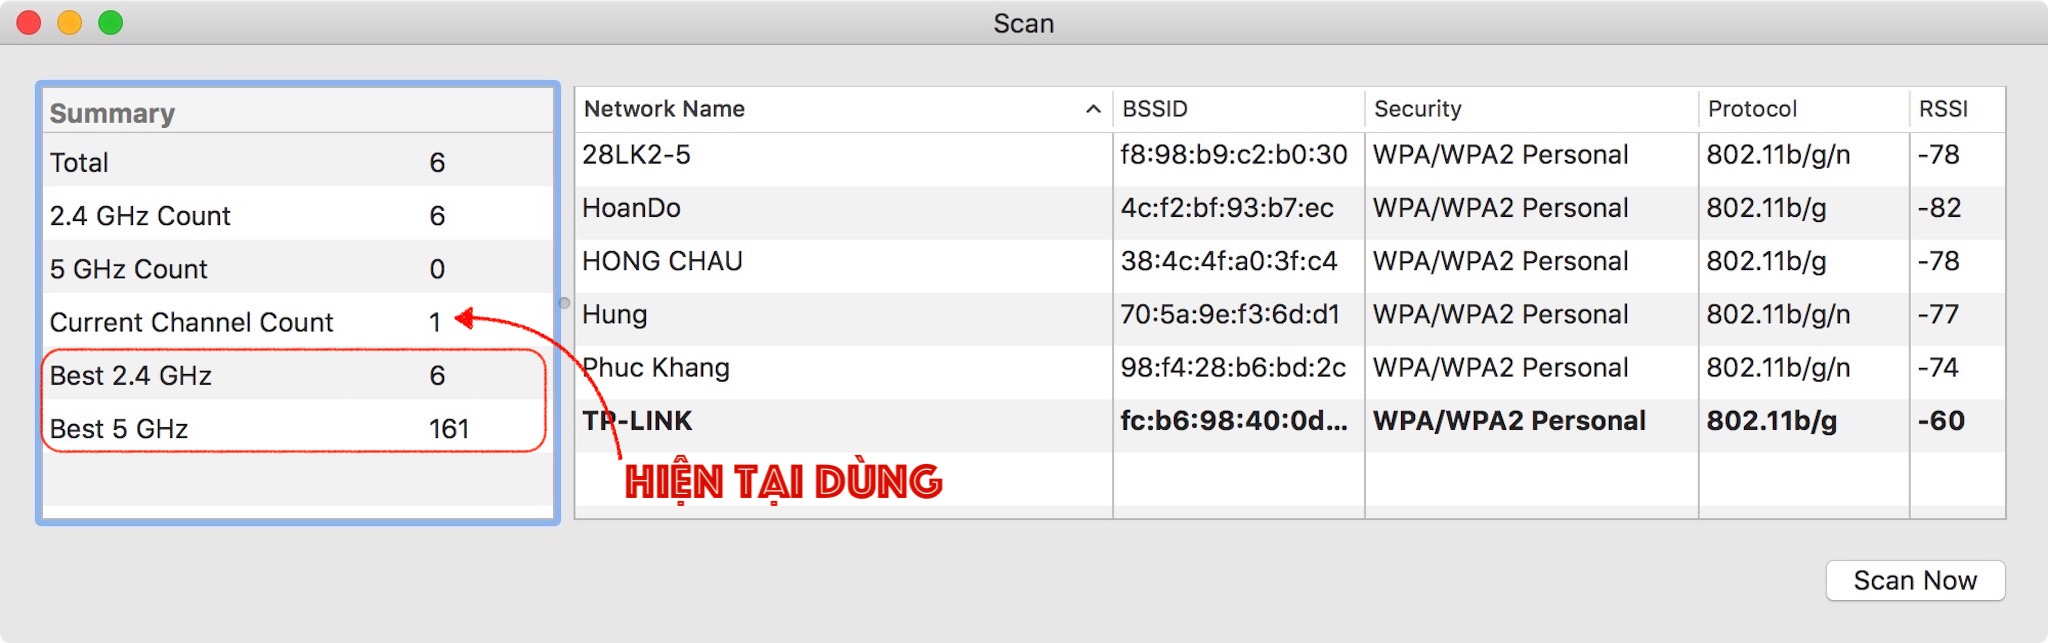 Scan
Summary
Total 6
2.4 GHz Count 6
5 GHz Count 0
Current Channel Count 1
Best 2.4 GHz 6
Best 5 GHz 161
Network Name BSSID Security Protocol RSSI
28LK2-5 f8:98:b9:c2:b0:30 WPA/WPA2 Personal 802.11b/g/n -78
HoanDo 4c:f2:bf:93:b7:ec WPA/WPA2 Personal 802.11b/g -82
HONG CHAU 38:4c:4f:a0:3f:c4 WPA/WPA2 Personal 802.11b/g -78
Hung 70:5a:9e:f3:6d:d1 WPA/WPA2 Personal 802.11b/g/n -77
Phuc Khang 98:f4:28:b6:bd:2c WPA/WPA2 Personal 802.11b/g/n -74
TP-LINK fc:b6:98:40:0d... WPA/WPA2 Personal 802.11b/g -60
HIỆN TẠI DÙNG
Scan Now